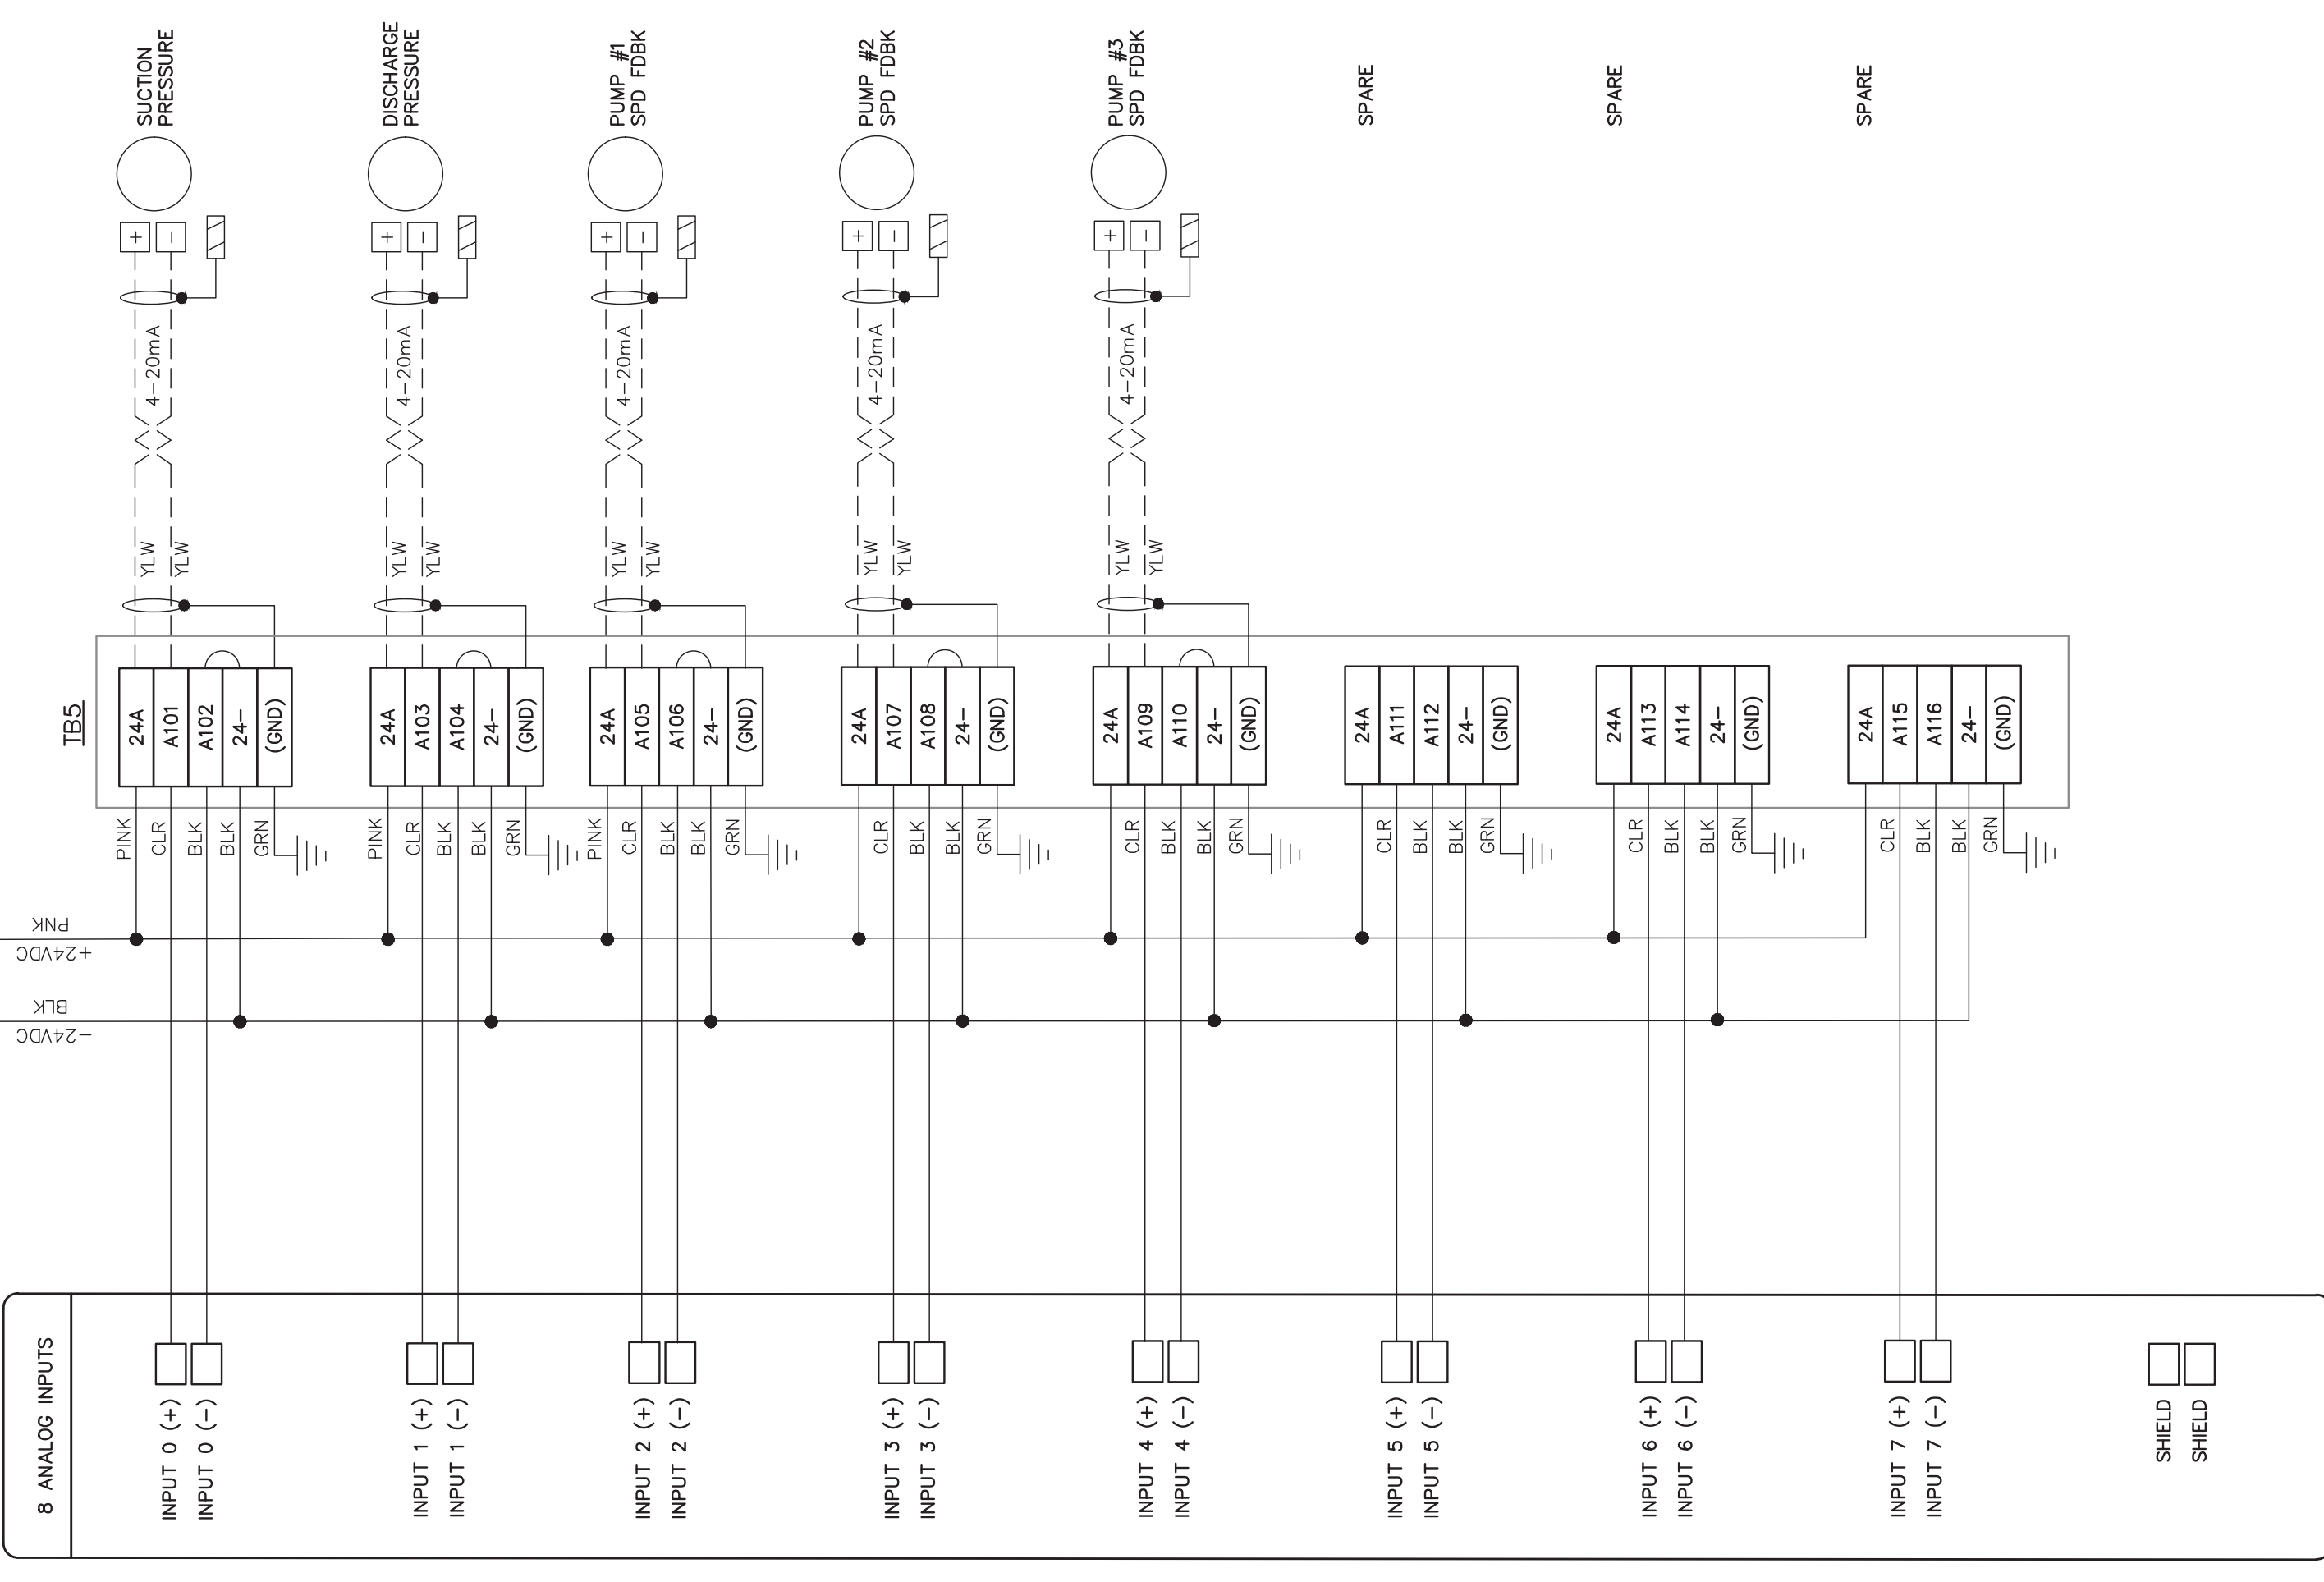 SUCTION
PRESSURE
DISCHARGE
PRESSURE
PUMP #1
SPD FDBK
PUMP #2
SPD FDBK
PUMP #3
SPD FDBK
SPARE
SPARE
SPARE
+
−
+
−
+
−
+
−
+
−
4-20mA
4-20mA
4-20mA
4-20mA
4-20mA
YLW
YLW
YLW
YLW
YLW
YLW
YLW
YLW
YLW
YLW
TB5
24A
A101
A102
24-
(GND)
24A
A103
A104
24-
(GND)
24A
A105
A106
24-
(GND)
24A
A107
A108
24-
(GND)
24A
A109
A110
24-
(GND)
24A
A111
A112
24-
(GND)
24A
A113
A114
24-
(GND)
24A
A115
A116
24-
(GND)
PINK
CLR
BLK
BLK
GRN
PINK
CLR
BLK
BLK
GRN
PINK
CLR
BLK
BLK
GRN
CLR
BLK
BLK
GRN
CLR
BLK
BLK
GRN
CLR
BLK
BLK
GRN
CLR
BLK
BLK
GRN
CLR
BLK
BLK
GRN
PNK
+24VDC
BLK
-24VDC
8 ANALOG INPUTS
INPUT 0 (+)
INPUT 0 (-)
INPUT 1 (+)
INPUT 1 (-)
INPUT 2 (+)
INPUT 2 (-)
INPUT 3 (+)
INPUT 3 (-)
INPUT 4 (+)
INPUT 4 (-)
INPUT 5 (+)
INPUT 5 (-)
INPUT 6 (+)
INPUT 6 (-)
INPUT 7 (+)
INPUT 7 (-)
SHIELD
SHIELD